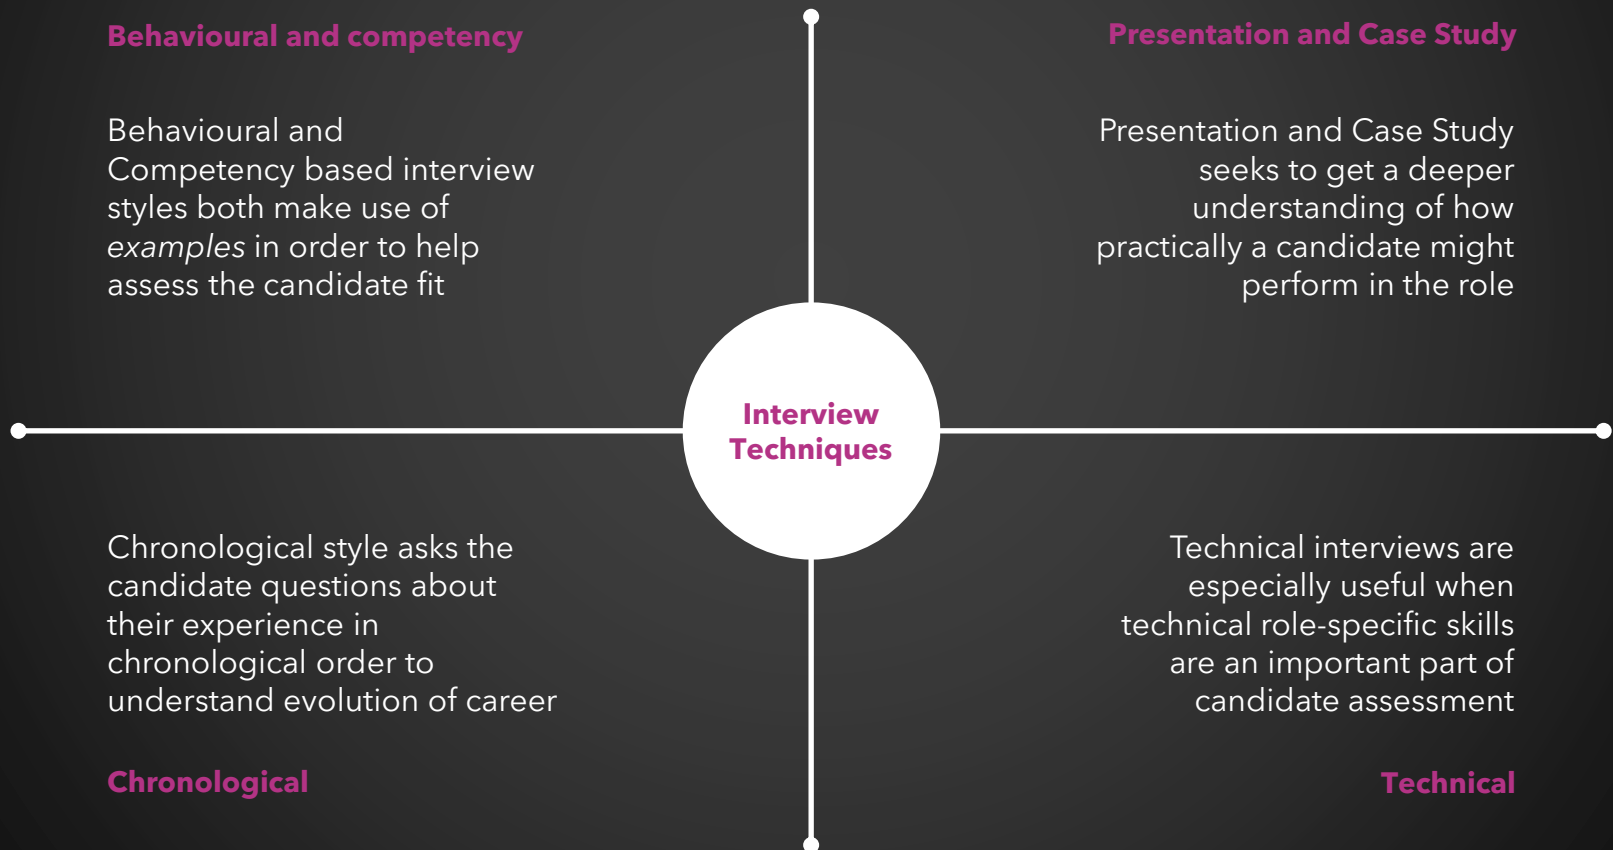 Behavioural and competency
Behavioural and
Competency based interview
styles both make use of
examples in order to help
assess the candidate fit
Presentation and Case Study
Presentation and Case Study
seeks to get a deeper
understanding of how
practically a candidate might
perform in the role
Interview
Techniques
Chronological style asks the
candidate questions about
their experience in
chronological order to
understand evolution of career
Chronological
Technical interviews are
especially useful when
technical role-specific skills
are an important part of
candidate assessment
Technical